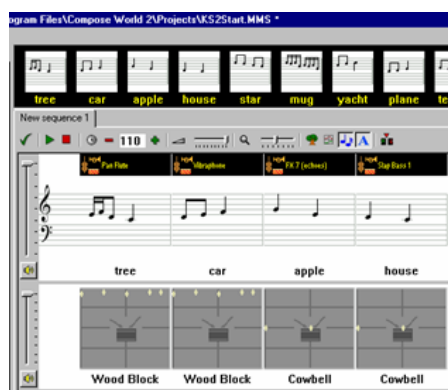 ogram Files\Compose World 2\Projects\KS2Start.MMS *
tree car apple house star mug yacht plane te
New sequence 1
110 A
Pan Flute Vibraphone FX 7 (echoes) Slap Bass 1
tree car apple house
Wood Block Wood Block Cowbell Cowbell